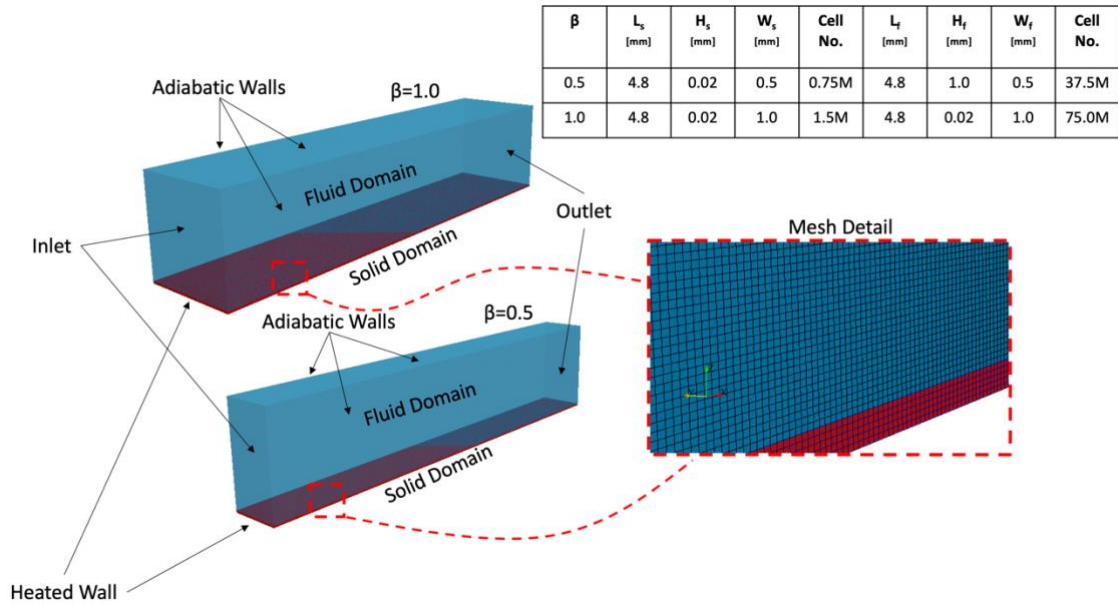 β Ls Hs Ws Cell No. Lf Hf Wf Cell No.
[mm] [mm] [mm] [mm] [mm] [mm]
0.5 4.8 0.02 0.5 0.75M 4.8 1.0 0.5 37.5M
1.0 4.8 0.02 1.0 1.5M 4.8 0.02 1.0 75.0M
Adiabatic Walls
β=1.0
Fluid Domain
Solid Domain
Inlet
Outlet
Mesh Detail
Adiabatic Walls
β=0.5
Fluid Domain
Solid Domain
Heated Wall